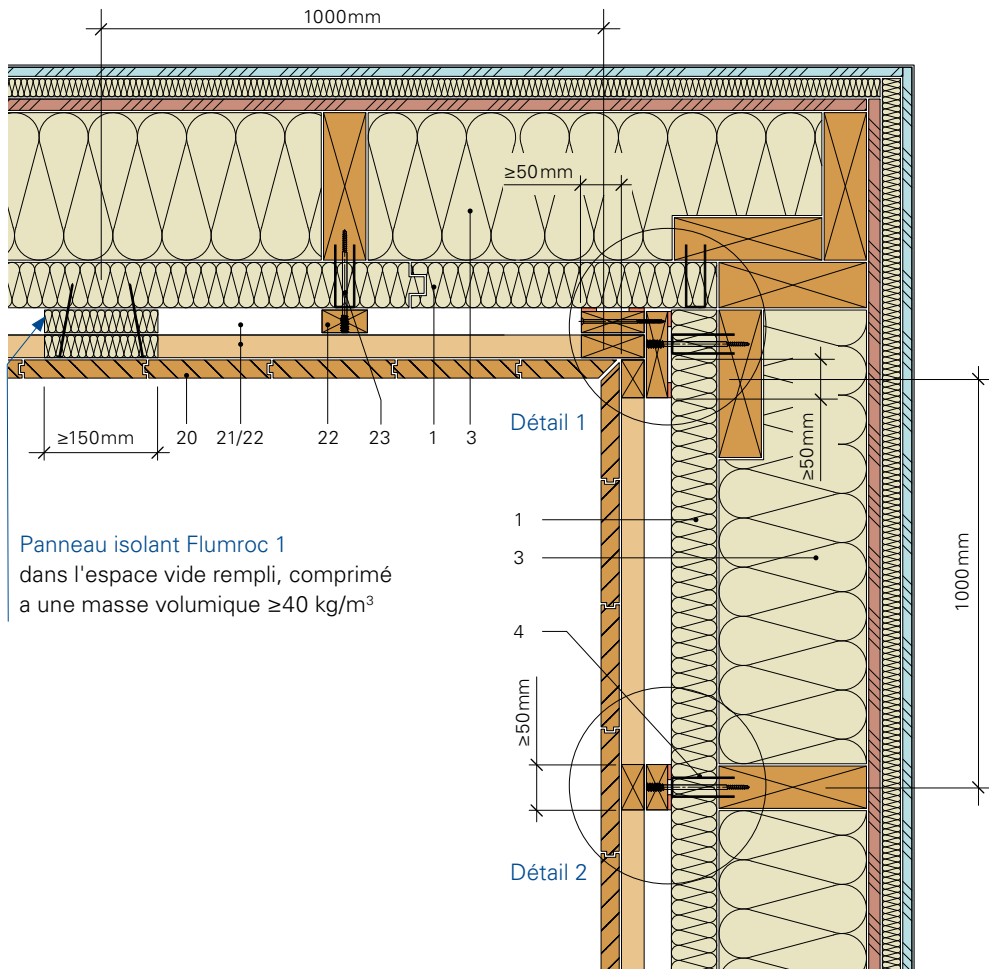 1000mm
≥50mm
≥150mm
20
21/22
22
23
1
3
Détail 1
≥50mm
1000mm
Panneau isolant Flumroc 1
dans l'espace vide rempli, comprimé
a une masse volumique ≥40 kg/m³
1
3
4
≥50mm
Détail 2